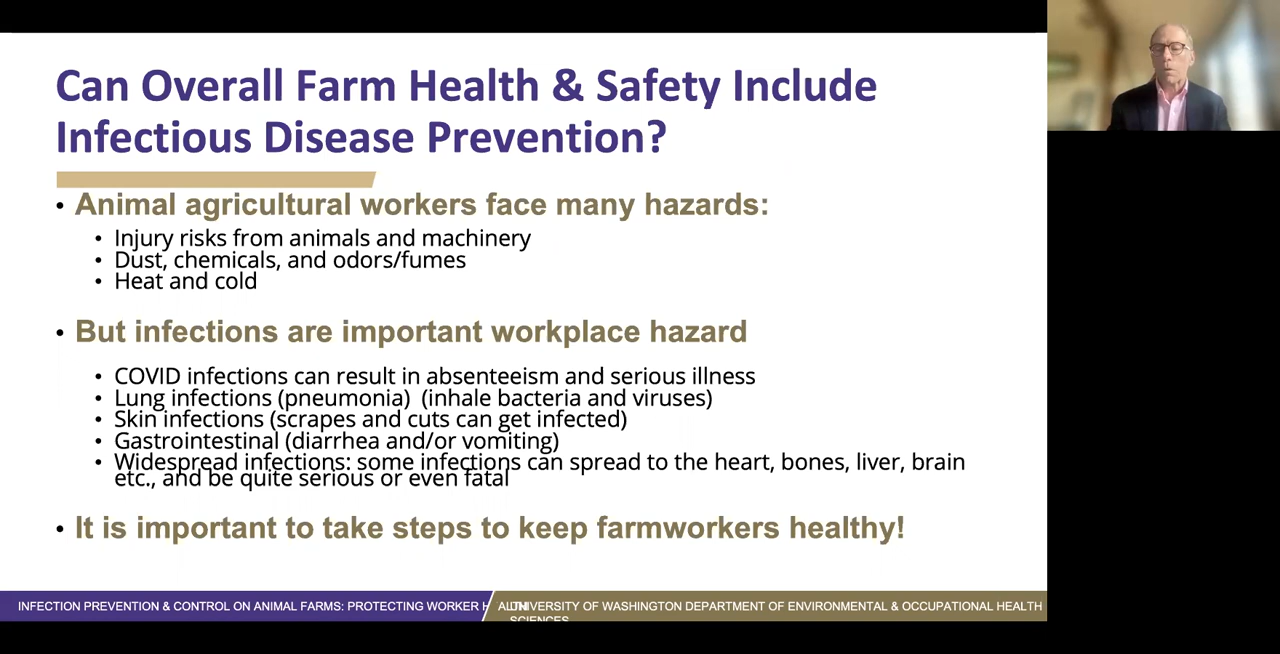 Can Overall Farm Health & Safety Include
Infectious Disease Prevention?
• Animal agricultural workers face many hazards:
• Injury risks from animals and machinery
• Dust, chemicals, and odors/fumes
• Heat and cold
• But infections are important workplace hazard
• COVID infections can result in absenteeism and serious illness
• Lung infections (pneumonia) (inhale bacteria and viruses)
• Skin infections (scrapes and cuts can get infected)
• Gastrointestinal (diarrhea and/or vomiting)
• Widespread infections: some infections can spread to the heart, bones, liver, brain
etc., and be quite serious or even fatal
• It is important to take steps to keep farmworkers healthy!
INFECTION PREVENTION & CONTROL ON ANIMAL FARMS: PROTECTING WORKER
UNIVERSITY OF WASHINGTON DEPARTMENT OF ENVIRONMENTAL & OCCUPATIONAL HEALTH
SCIENCES